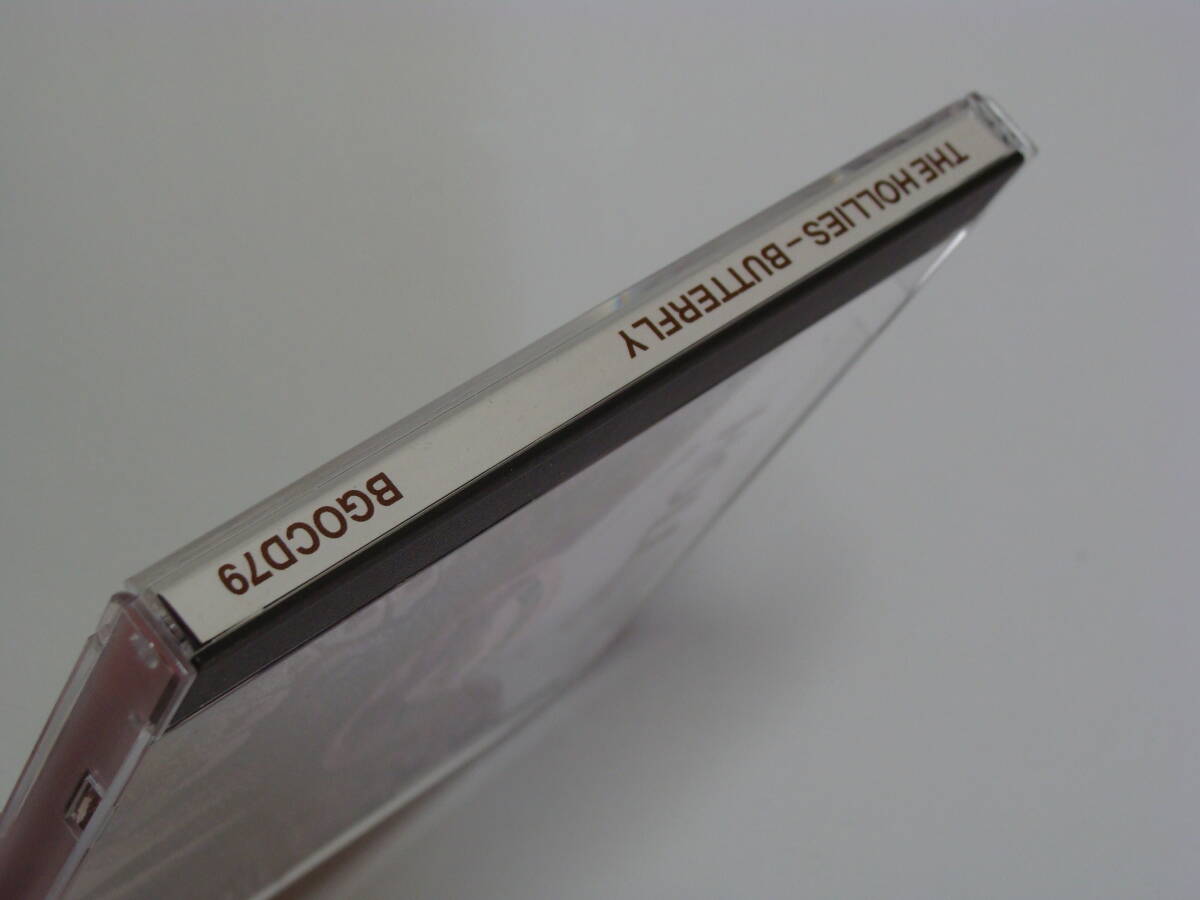 THE HOLLIES – BUTTERFLY
BGOCD79